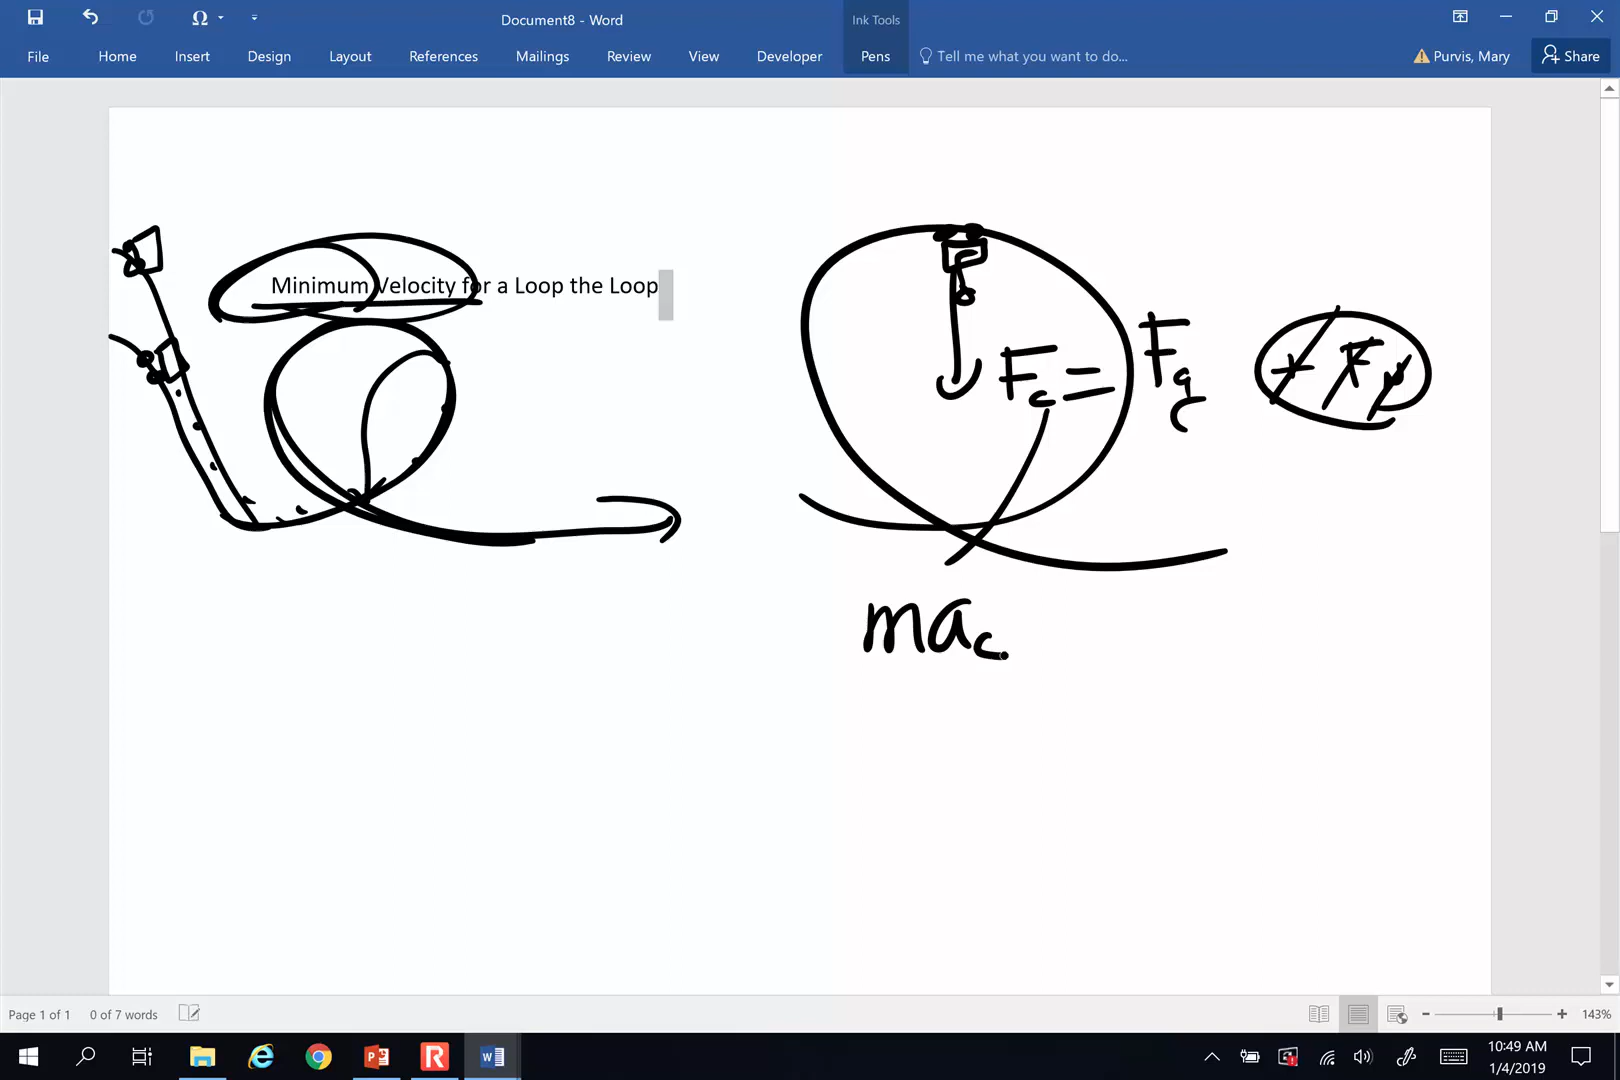 Document8 - Word
Ink Tools
File Home Insert Design Layout References Mailings Review View Developer Pens Tell me what you want to do... Purvis, Mary Share
Minimum Velocity for a Loop the Loop
Fc = Fg + FN
mac
Page 1 of 1 0 of 7 words 143%
10:49 AM
1/4/2019